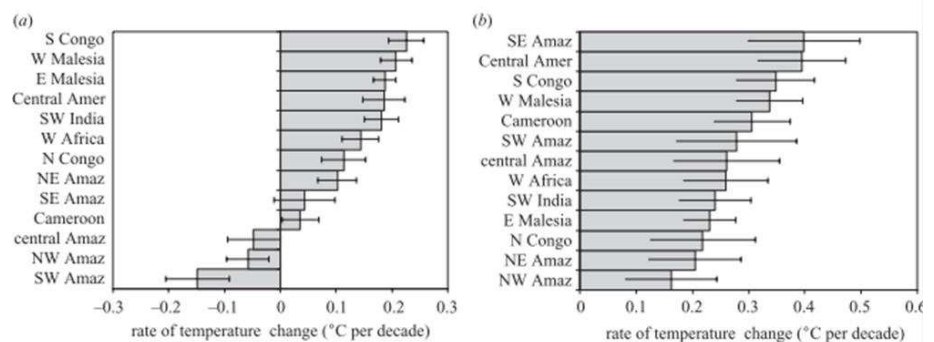 (a)
S Congo
W Malesia
E Malesia
Central Amer
SW India
W Africa
N Congo
NE Amaz
SE Amaz
Cameroon
central Amaz
NW Amaz
SW Amaz
−0.3 −0.2 −0.1 0 0.1 0.2 0.3
rate of temperature change (°C per decade)
(b)
SE Amaz
Central Amer
S Congo
W Malesia
Cameroon
SW Amaz
central Amaz
W Africa
SW India
E Malesia
N Congo
NE Amaz
NW Amaz
0 0.1 0.2 0.3 0.4 0.5 0.6
rate of temperature change (°C per decade)